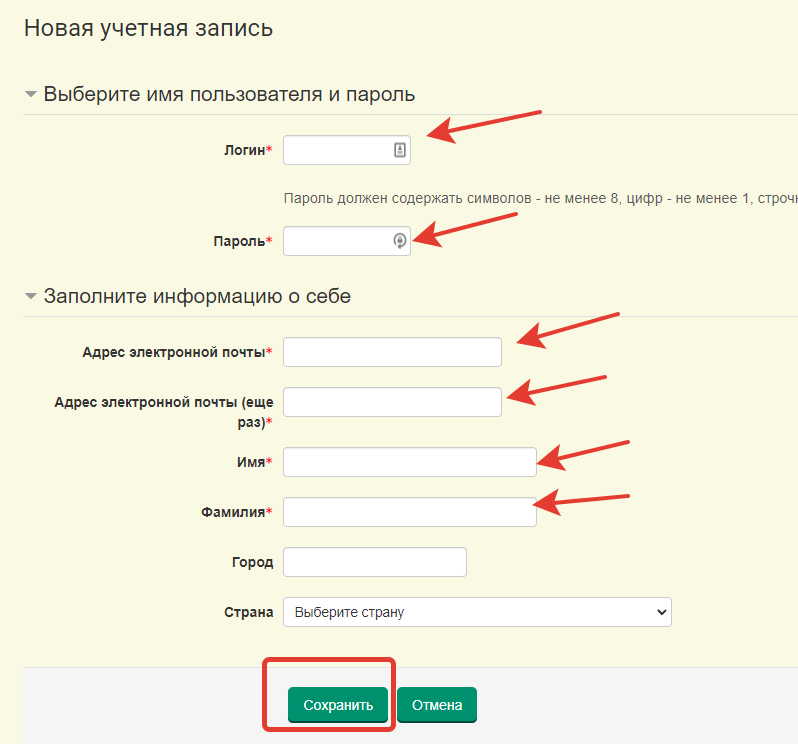 Новая учетная запись
Выберите имя пользователя и пароль
Логин*
Пароль должен содержать символов - не менее 8, цифр - не менее 1,
Пароль*
Заполните информацию о себе
Адрес электронной почты*
Адрес электронной почты (еще
раз)*
Имя*
Фамилия*
Город
Страна Выберите страну
Сохранить Отмена